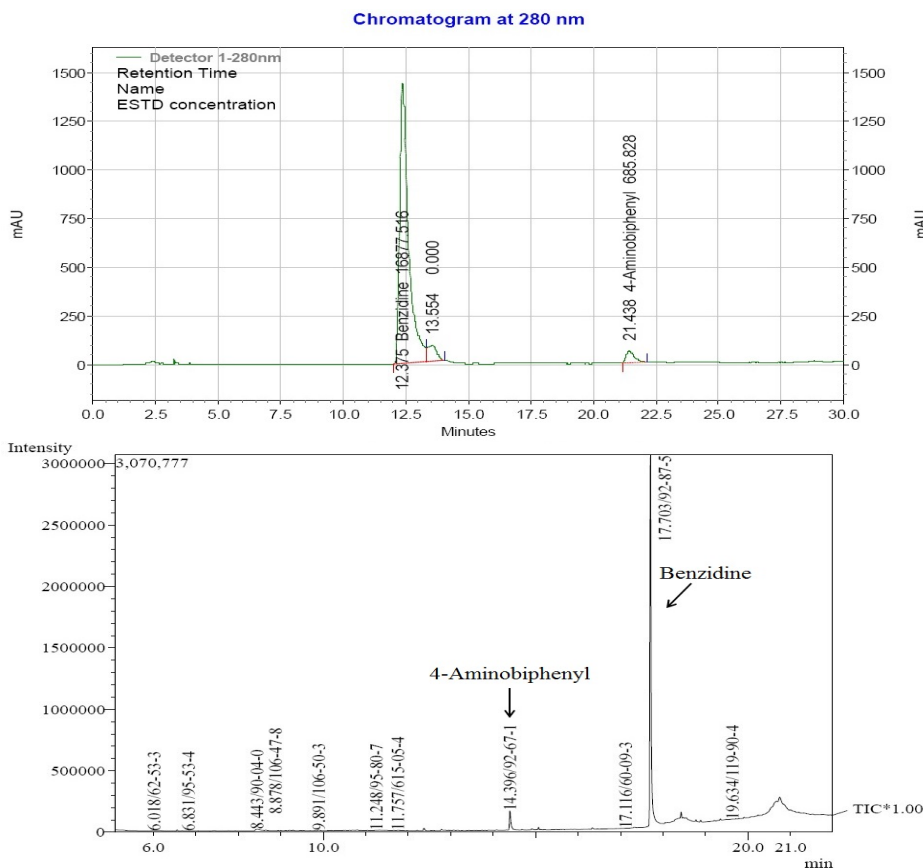 Chromatogram at 280 nm
Detector 1-280nm
Retention Time
Name
ESTD concentration
1500
1250
1000
750
500
250
0
mAU
1500
1250
1000
750
500
250
0
mAU
12.375 Benzidine 16877.516
13.554 0.000
21.438 4-Aminobiphenyl 685.828
0.0 2.5 5.0 7.5 10.0 12.5 15.0 17.5 20.0 22.5 25.0 27.5 30.0
Minutes
Intensity
3,070,777
3000000
2500000
2000000
1500000
1000000
500000
0
6.018/62-53-3
6.831/95-53-4
8.443/90-04-0
8.878/106-47-8
9.891/106-50-3
11.248/95-80-7
11.757/615-05-4
4-Aminobiphenyl
14.396/92-67-1
17.116/60-09-3
17.703/92-87-5
Benzidine
19.634/119-90-4
TIC*1.00
6.0 10.0 20.0 21.0
min